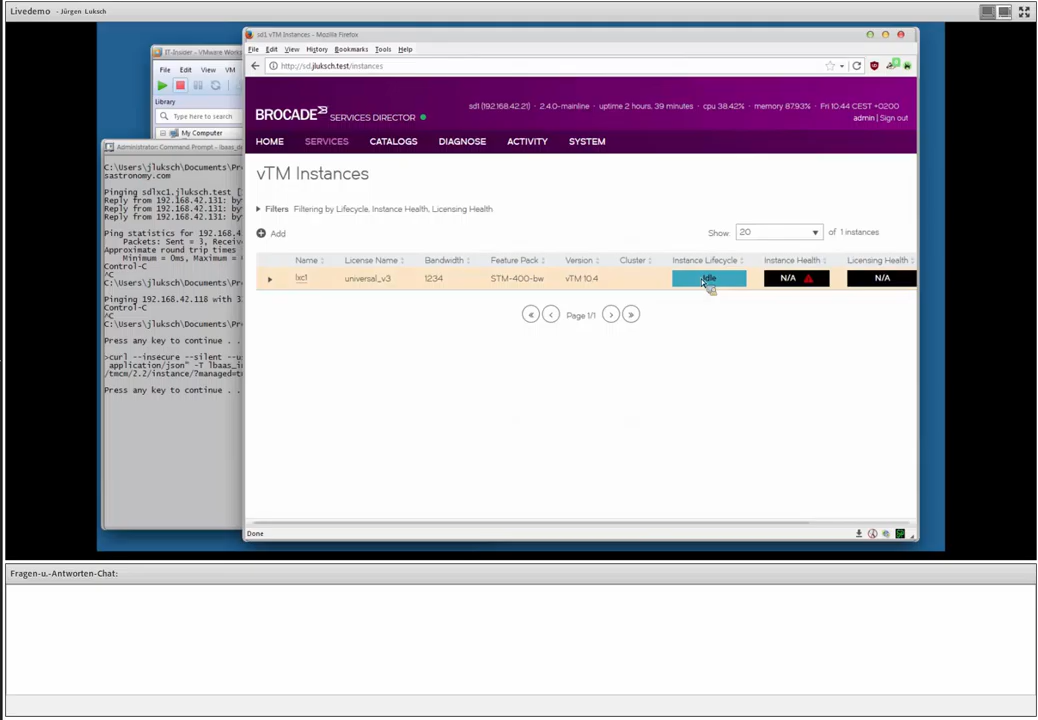 Livedemo - Jürgen Luksch
sd1 vTM Instances - Mozilla Firefox
IT-Insider - VMware Works
File Edit View History Bookmarks Tools Help
File Edit View VM
http://sd.jluksch.test/instances
Library
Type here to search
My Computer
BROCADE SERVICES DIRECTOR
sd1 (192.168.42.21) · 2.4.0-mainline · uptime 2 hours, 39 minutes · cpu 38.42% · memory 87.93% · Fri 10:44 CEST +0200
admin | Sign out
HOME SERVICES CATALOGS DIAGNOSE ACTIVITY SYSTEM
Administrator: Command Prompt - lbaas_de
C:\Users\jluksch\Documents\Pr
sastronomy.com
Pinging sdlxc1.jluksch.test [
Reply from 192.168.42.131: by
Reply from 192.168.42.131: by
Reply from 192.168.42.131: by
Ping statistics for 192.168.4
Packets: Sent = 3, Receive
Approximate round trip times
Minimum = 0ms, Maximum =
Control-C
^C
C:\Users\jluksch\Documents\Pr
Pinging 192.168.42.118 with 3
Control-C
^C
C:\Users\jluksch\Documents\Pr
Press any key to continue . .
>curl --insecure --silent --u
application/json" -T lbaas_i
/tmcm/2.2/instance/?managed=t
Press any key to continue . .
vTM Instances
Filters Filtering by Lifecycle, Instance Health, Licensing Health
Add
Show: 20 of 1 instances
Name License Name Bandwidth Feature Pack Version Cluster Instance Lifecycle Instance Health Licensing Health
lxc1 universal_v3 1234 STM-400-bw vTM 10.4 Idle N/A N/A
Page 1/1
Done
Fragen-u.-Antworten-Chat: